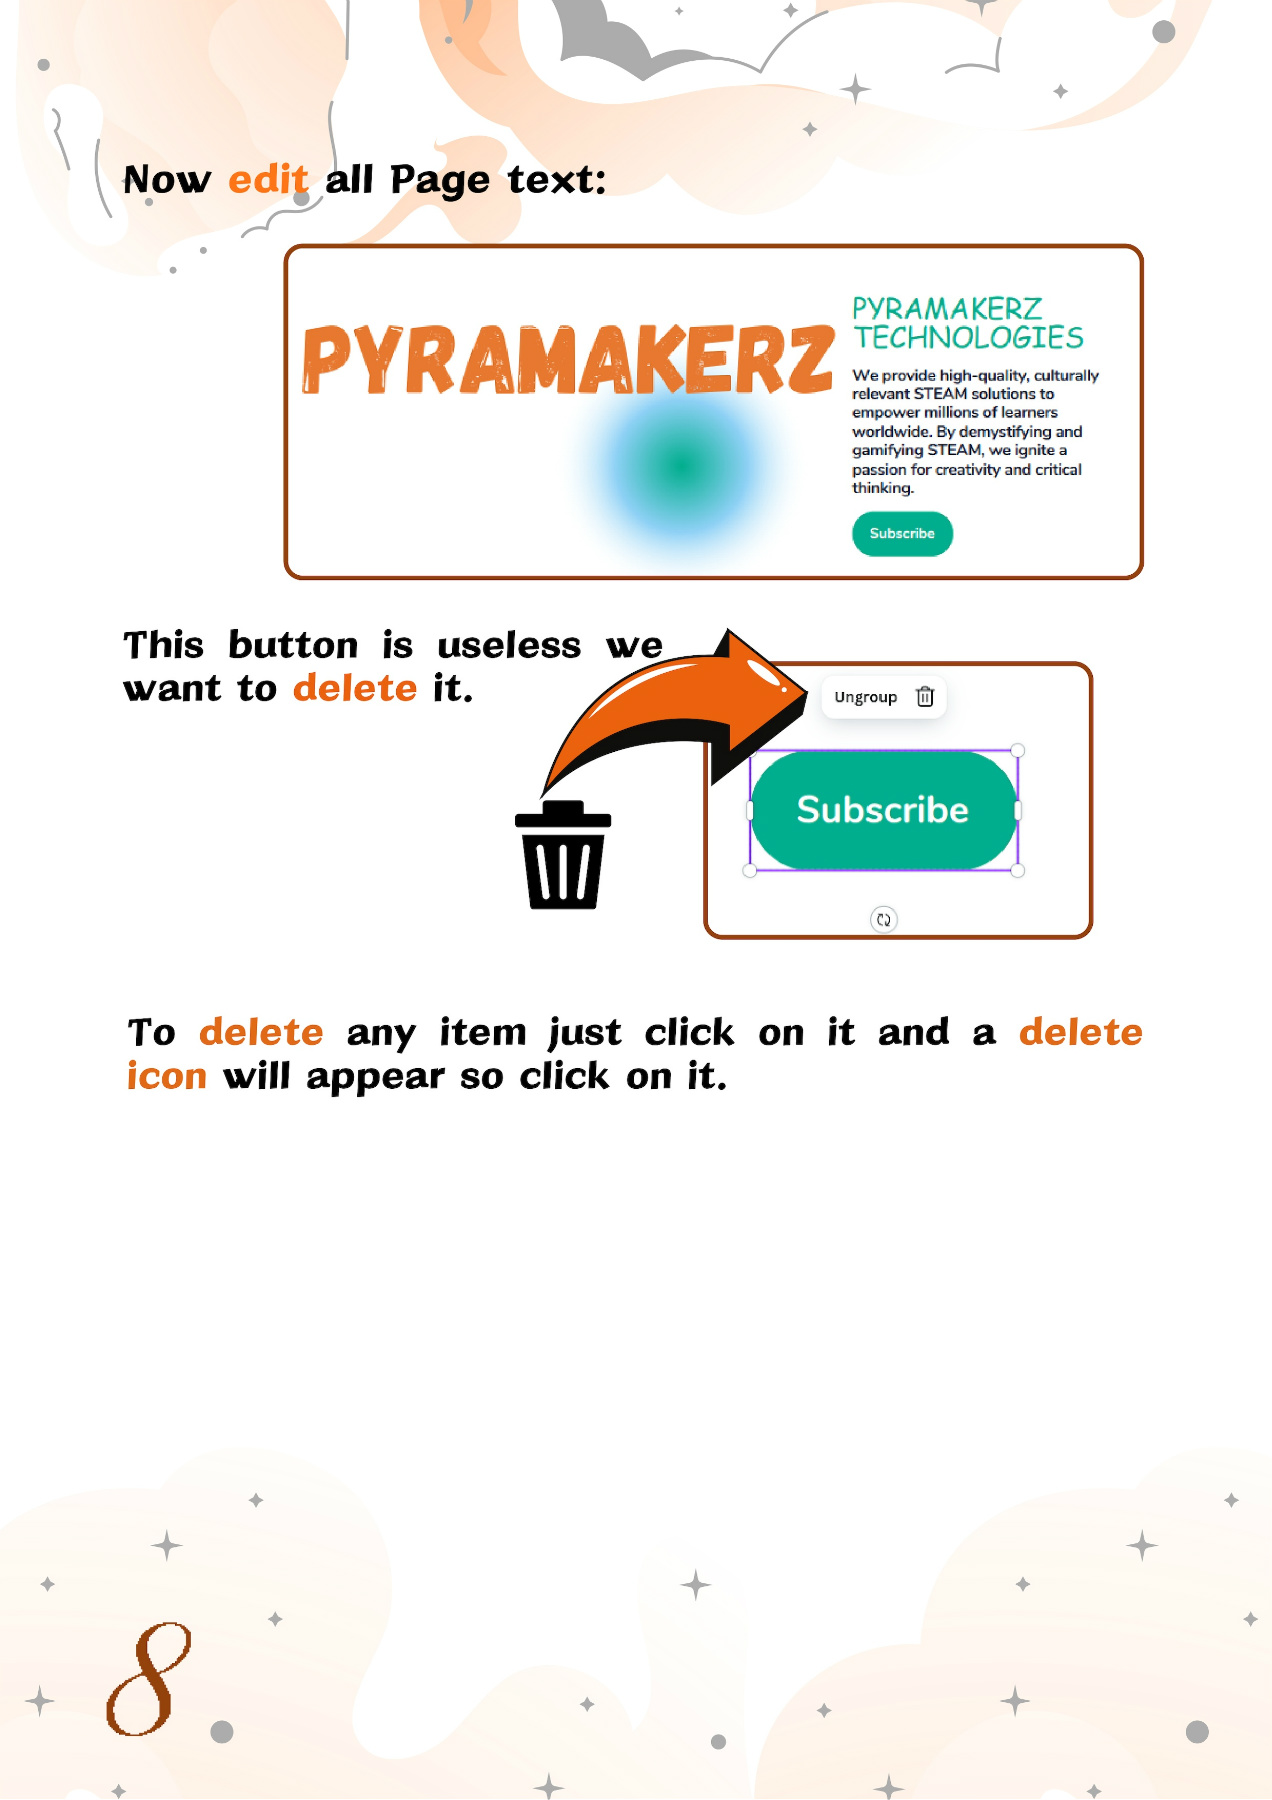 Now edit all Page text:
PYRAMAKERZ
PYRAMAKERZ
TECHNOLOGIES
We provide high-quality, culturally
relevant STEAM solutions to
empower millions of learners
worldwide. By demystifying and
gamifying STEAM, we ignite a
passion for creativity and critical
thinking.
Subscribe
This button is useless we
want to delete it.
Ungroup
Subscribe
To delete any item just click on it and a delete
icon will appear so click on it.
8